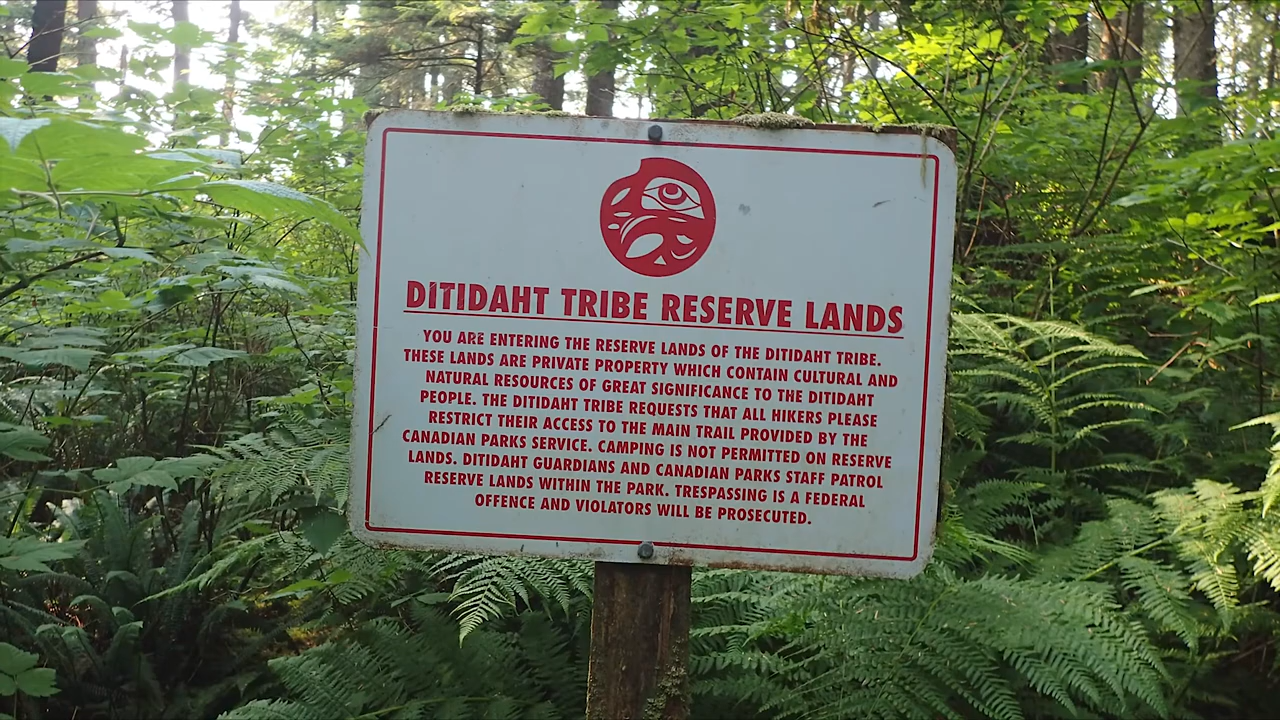 DITIDAHT TRIBE RESERVE LANDS
YOU ARE ENTERING THE RESERVE LANDS OF THE DITIDAHT TRIBE.
THESE LANDS ARE PRIVATE PROPERTY WHICH CONTAIN CULTURAL AND
NATURAL RESOURCES OF GREAT SIGNIFICANCE TO THE DITIDAHT
PEOPLE. THE DITIDAHT TRIBE REQUESTS THAT ALL HIKERS PLEASE
RESTRICT THEIR ACCESS TO THE MAIN TRAIL PROVIDED BY THE
CANADIAN PARKS SERVICE. CAMPING IS NOT PERMITTED ON RESERVE
LANDS. DITIDAHT GUARDIANS AND CANADIAN PARKS STAFF PATROL
RESERVE LANDS WITHIN THE PARK. TRESPASSING IS A FEDERAL
OFFENCE AND VIOLATORS WILL BE PROSECUTED.